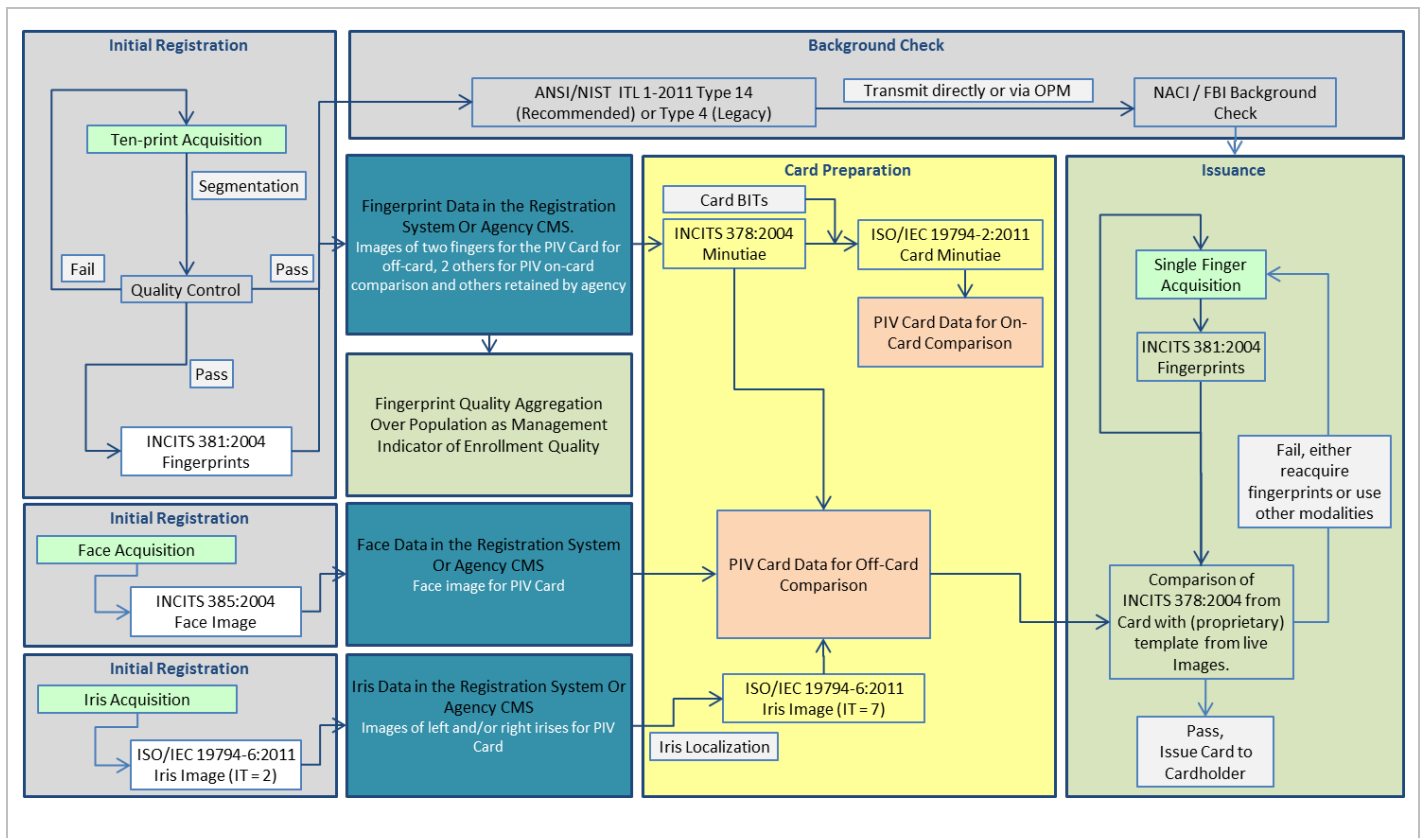 Initial Registration
Ten-print Acquisition
Segmentation
Fail
Pass
Quality Control
Pass
INCITS 381:2004
Fingerprints
Background Check
ANSI/NIST ITL 1-2011 Type 14
(Recommended) or Type 4 (Legacy)
Transmit directly or via OPM
NACI / FBI Background
Check
Fingerprint Data in the Registration
System Or Agency CMS.
Images of two fingers for the PIV Card for
off-card, 2 others for PIV on-card
comparison and others retained by agency
Fingerprint Quality Aggregation
Over Population as Management
Indicator of Enrollment Quality
Card Preparation
Card BITs
INCITS 378:2004
Minutiae
ISO/IEC 19794-2:2011
Card Minutiae
PIV Card Data for On-
Card Comparison
Issuance
Single Finger
Acquisition
INCITS 381:2004
Fingerprints
Fail, either
reacquire
fingerprints or use
other modalities
Initial Registration
Face Acquisition
INCITS 385:2004
Face Image
Face Data in the Registration System
Or Agency CMS
Face image for PIV Card
PIV Card Data for Off-Card
Comparison
Comparison of
INCITS 378:2004 from
Card with (proprietary)
template from live
Images.
Initial Registration
Iris Acquisition
ISO/IEC 19794-6:2011
Iris Image (IT = 2)
Iris Data in the Registration System Or
Agency CMS
Images of left and/or right irises for PIV
Card
Iris Localization
ISO/IEC 19794-6:2011
Iris Image (IT = 7)
Pass,
Issue Card to
Cardholder